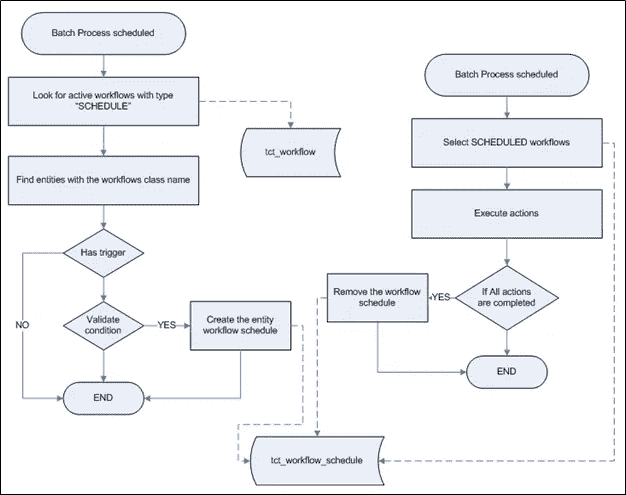 Batch Process scheduled
Look for active workflows with type
“SCHEDULE”
tct_workflow
Find entities with the workflows class name
Has trigger
NO
Validate
condition
YES
Create the entity
workflow schedule
END
Batch Process scheduled
Select SCHEDULED workflows
Execute actions
If All actions
are completed
YES
Remove the workflow
schedule
END
tct_workflow_schedule